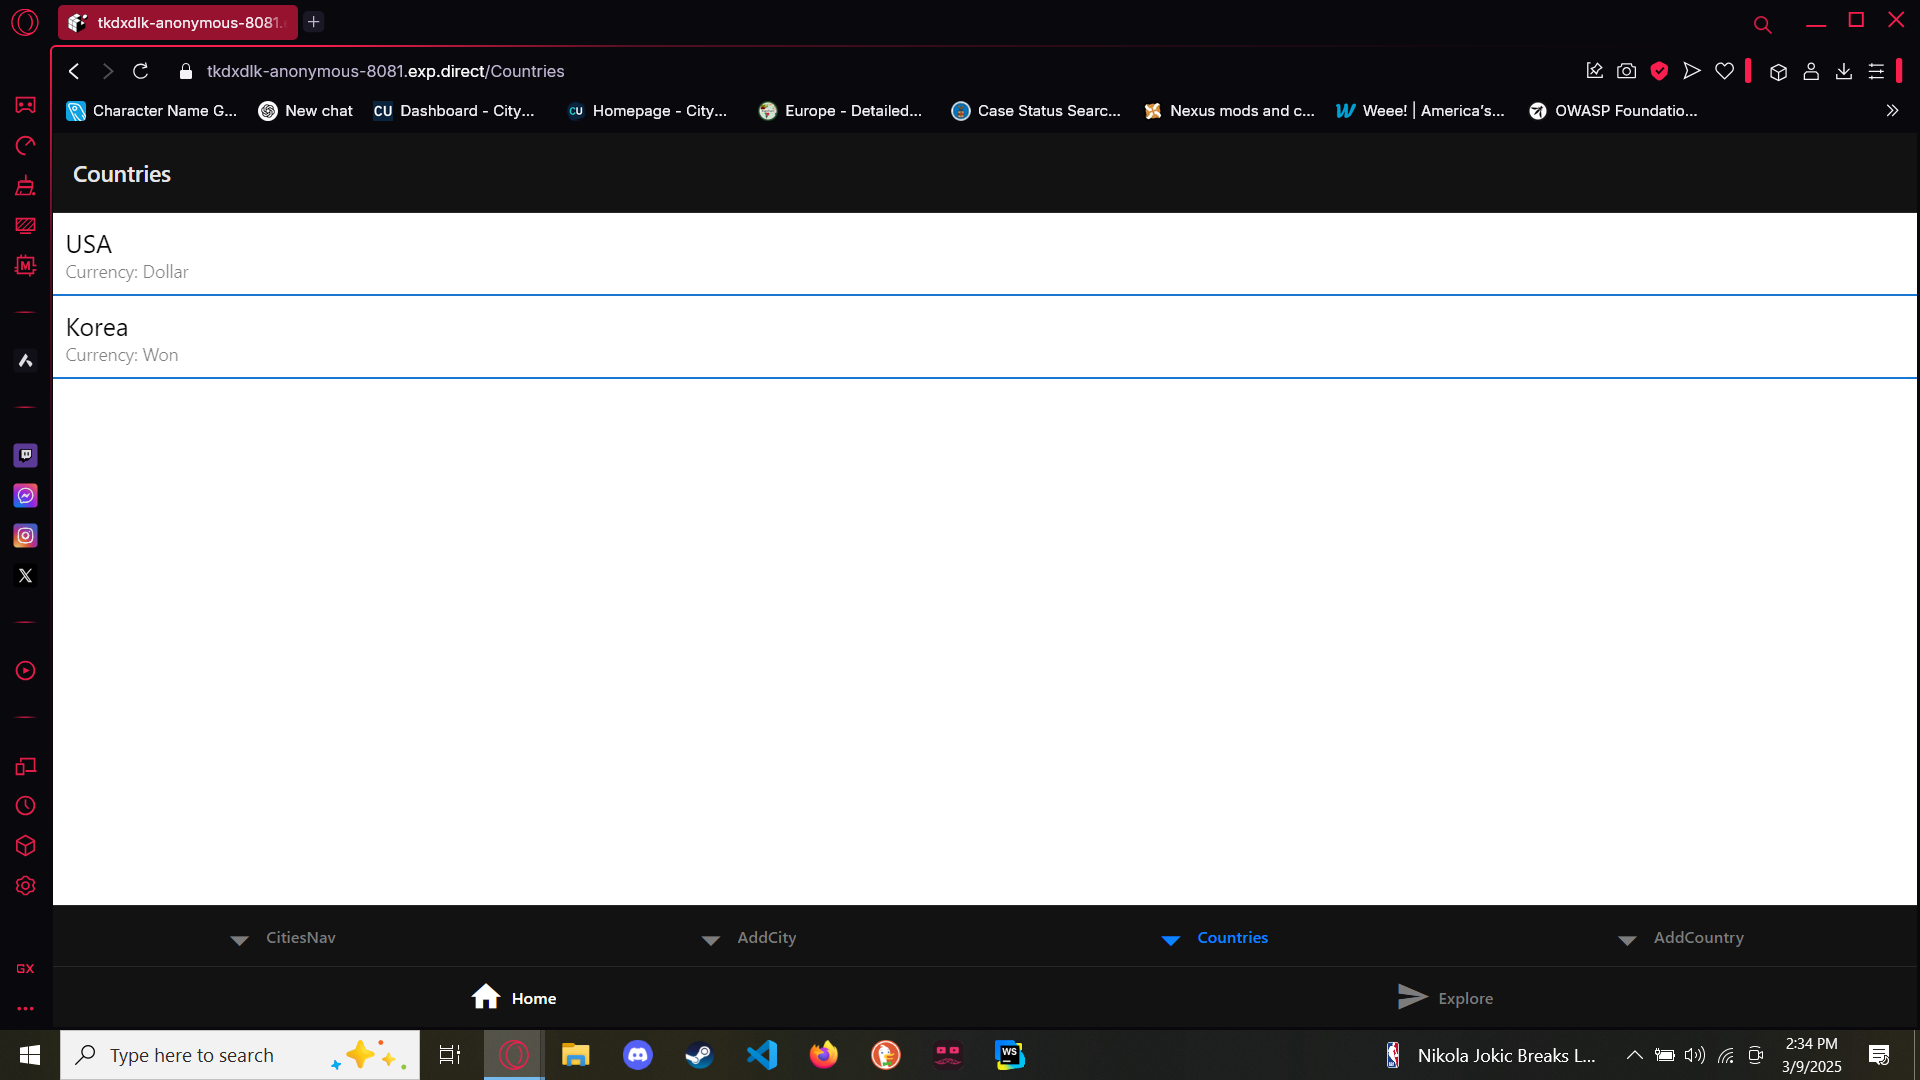 tkdxdlk-anonymous-8081.
tkdxdlk-anonymous-8081.exp.direct/Countries
Character Name G...
New chat
CU
Dashboard - City...
CU
Homepage - City...
Europe - Detailed...
Case Status Searc...
Nexus mods and c...
Weee! | America's...
OWASP Foundatio...
Countries
USA
Currency: Dollar
Korea
Currency: Won
M
GX
CitiesNav
AddCity
Countries
AddCountry
Home
Explore
Type here to search
WS
Nikola Jokic Breaks L...
2:34 PM
3/9/2025